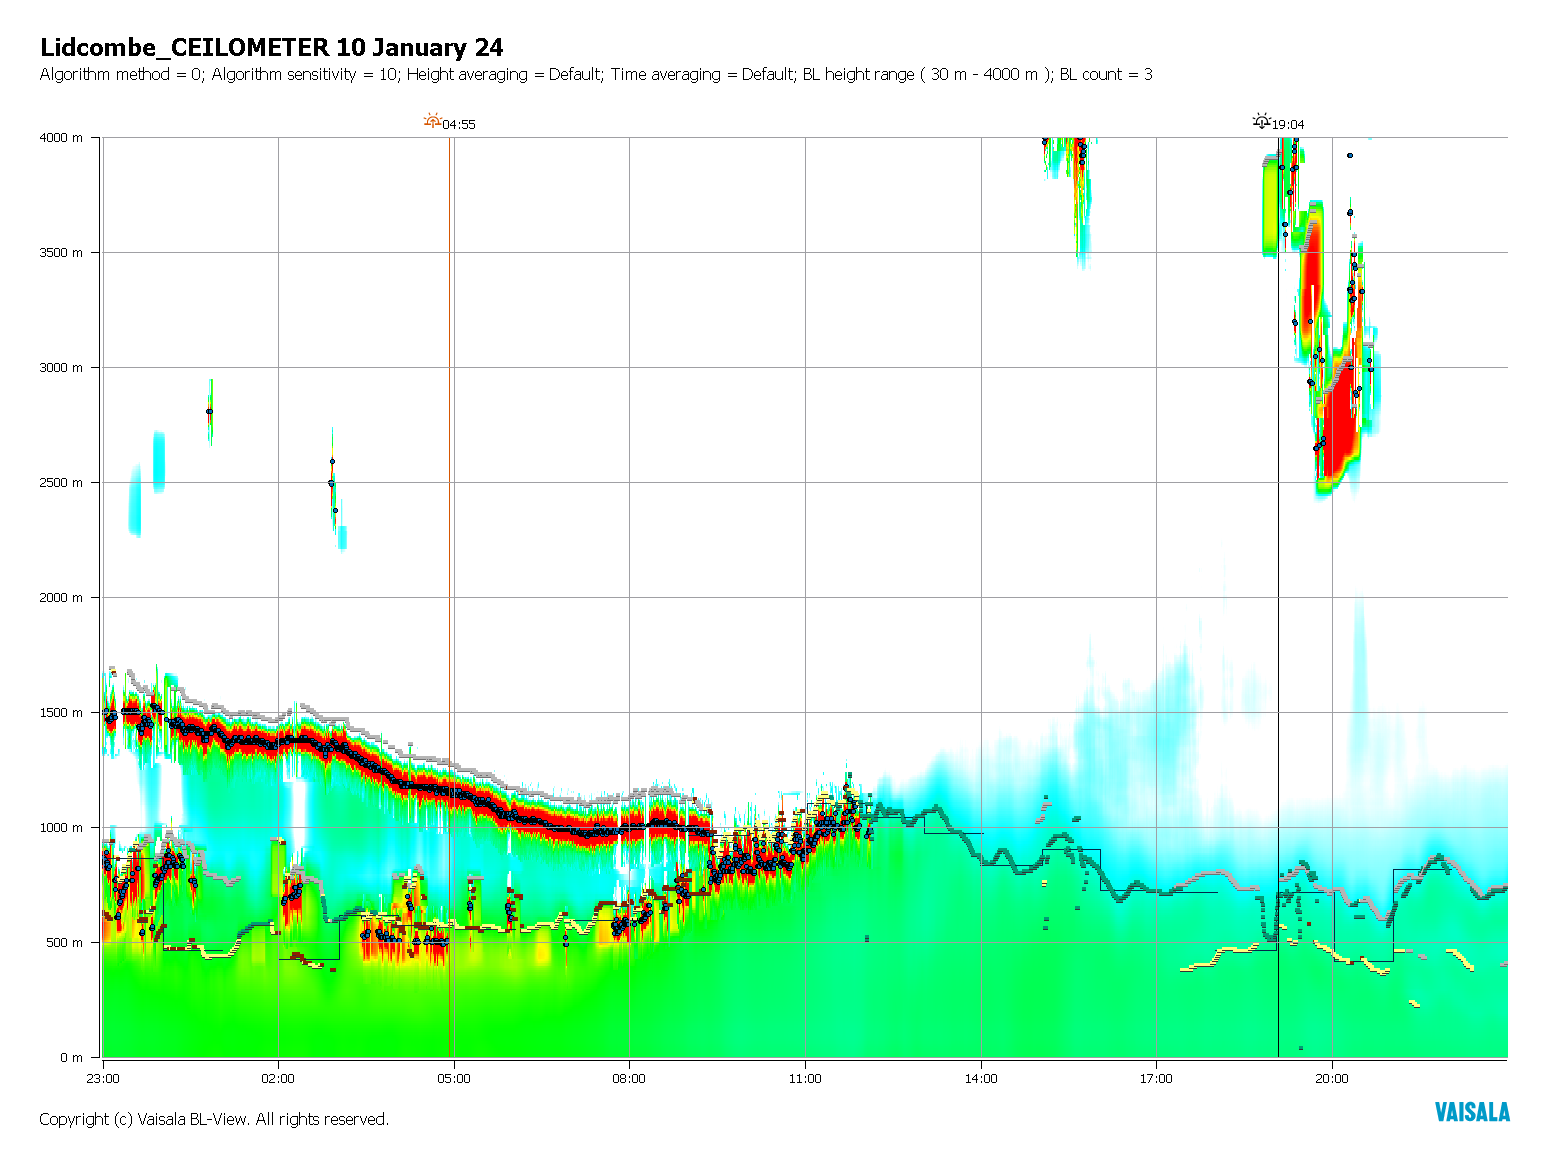 Lidcombe_CEILOMETER 10 January 24
Algorithm method = 0; Algorithm sensitivity = 10; Height averaging = Default; Time averaging = Default; BL height range ( 30 m - 4000 m ); BL count = 3
04:55
19:04
4000 m
3500 m
3000 m
2500 m
2000 m
1500 m
1000 m
500 m
0 m
23:00
02:00
05:00
08:00
11:00
14:00
17:00
20:00
Copyright (c) Vaisala BL-View. All rights reserved.
VAISALA